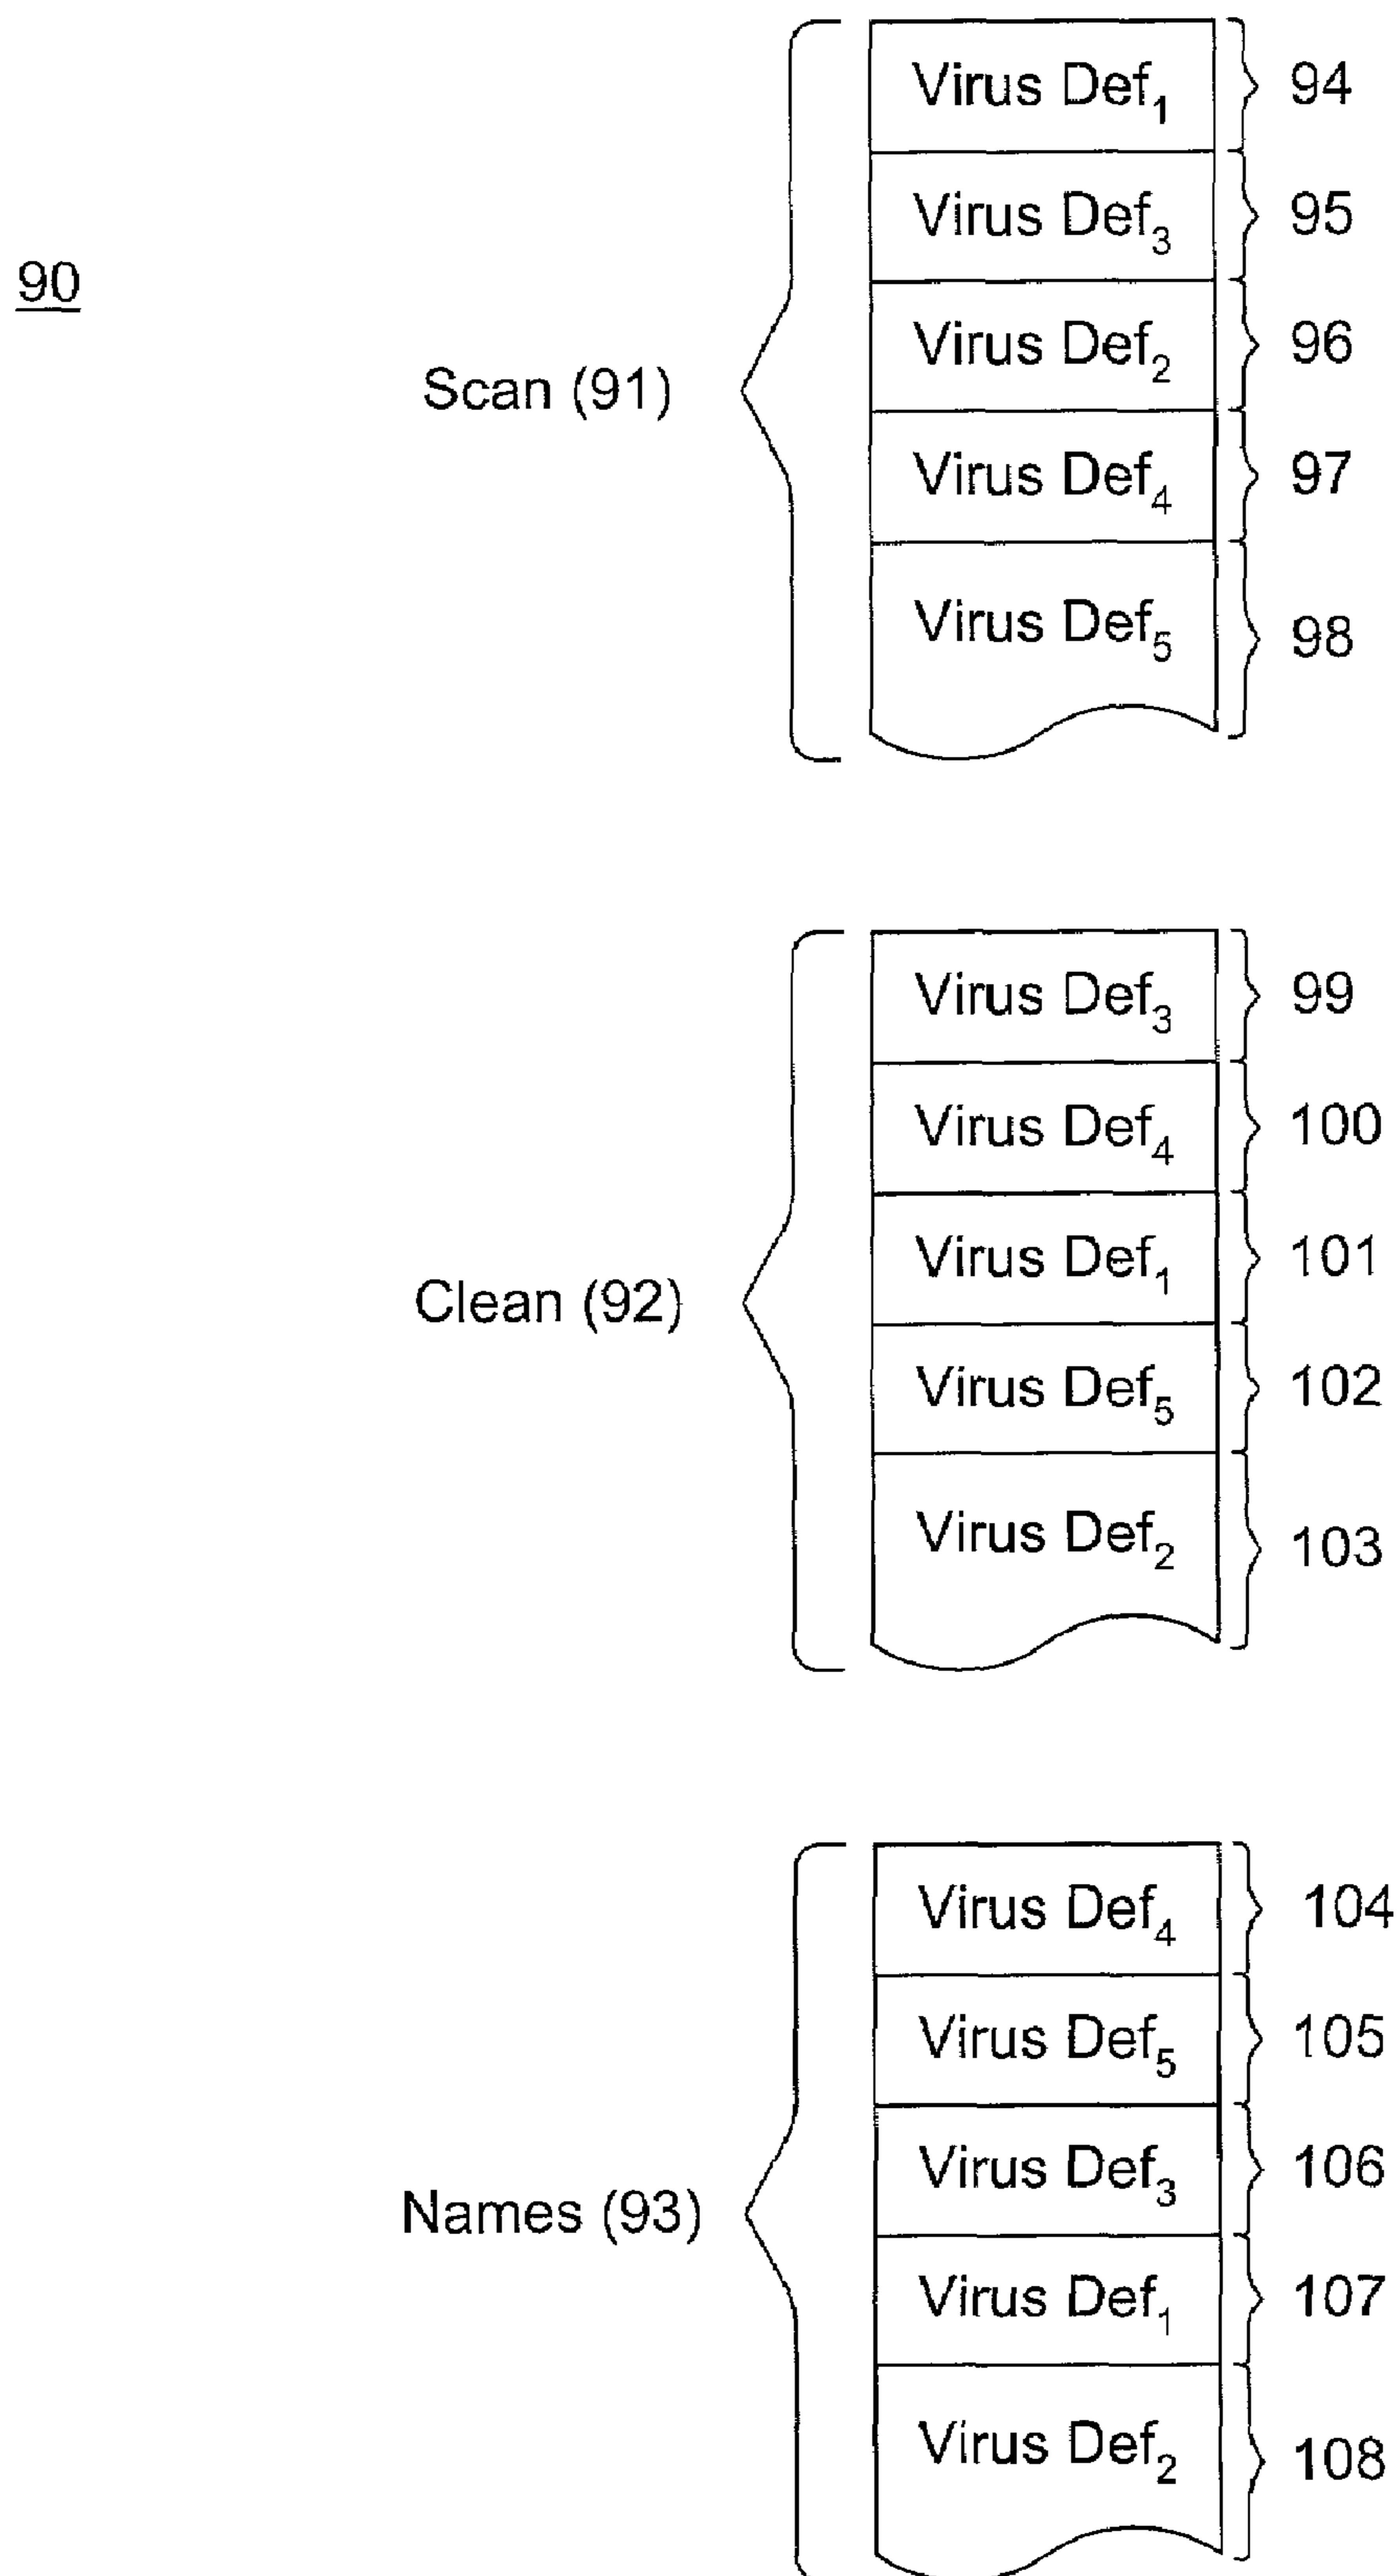 Virus Def₁ 94
Virus Def₃ 95
90
Virus Def₂ 96
Scan (91)
Virus Def₄ 97
Virus Def₅ 98
Virus Def₃ 99
Virus Def₄ 100
Virus Def₁ 101
Clean (92)
Virus Def₅ 102
Virus Def₂ 103
Virus Def₄ 104
Virus Def₅ 105
Virus Def₃ 106
Names (93)
Virus Def₁ 107
Virus Def₂ 108